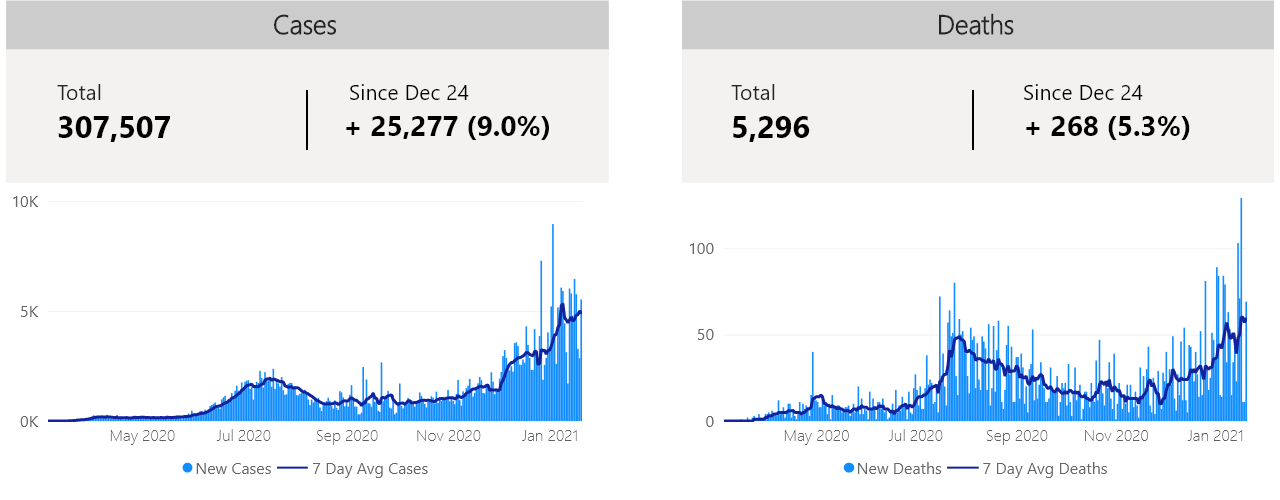 Cases
Total
307,507
Since Dec 24
+ 25,277 (9.0%)
10K
5K
0K
May 2020 Jul 2020 Sep 2020 Nov 2020 Jan 2021
New Cases 7 Day Avg Cases
Deaths
Total
5,296
Since Dec 24
+ 268 (5.3%)
100
50
0
May 2020 Jul 2020 Sep 2020 Nov 2020 Jan 2021
New Deaths 7 Day Avg Deaths